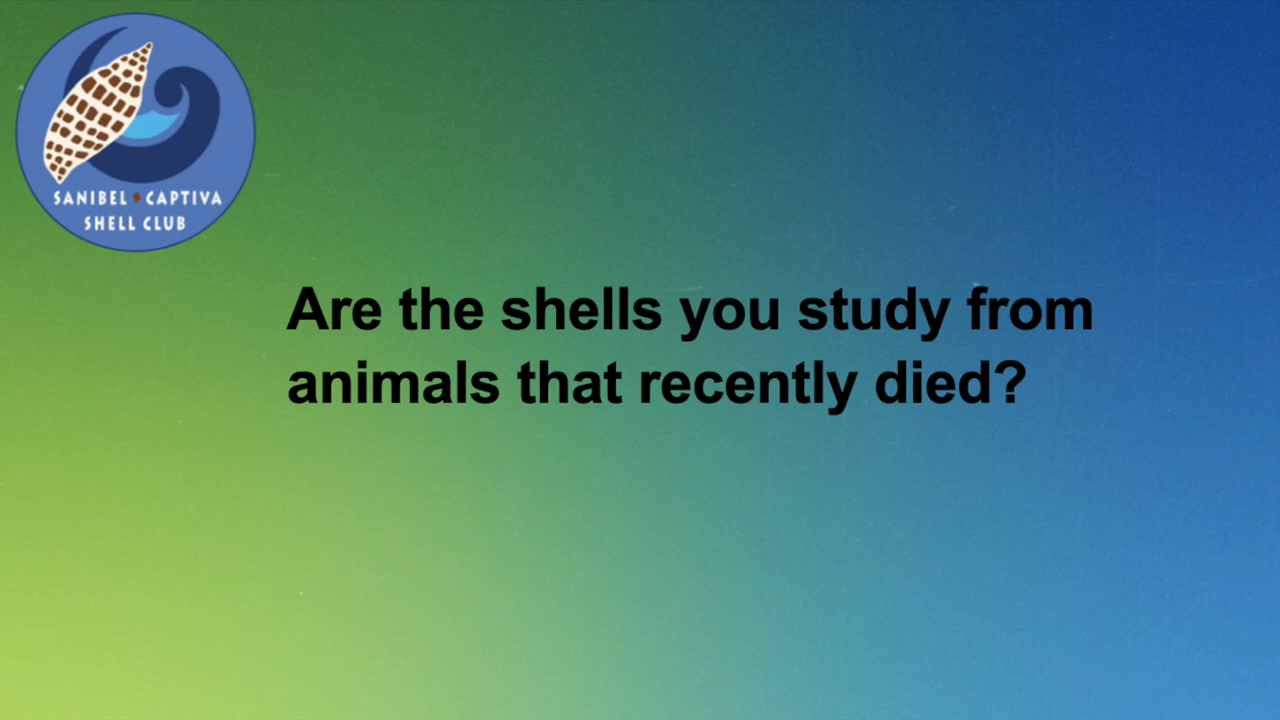 SANIBEL ♦ CAPTIVA
SHELL CLUB
Are the shells you study from
animals that recently died?